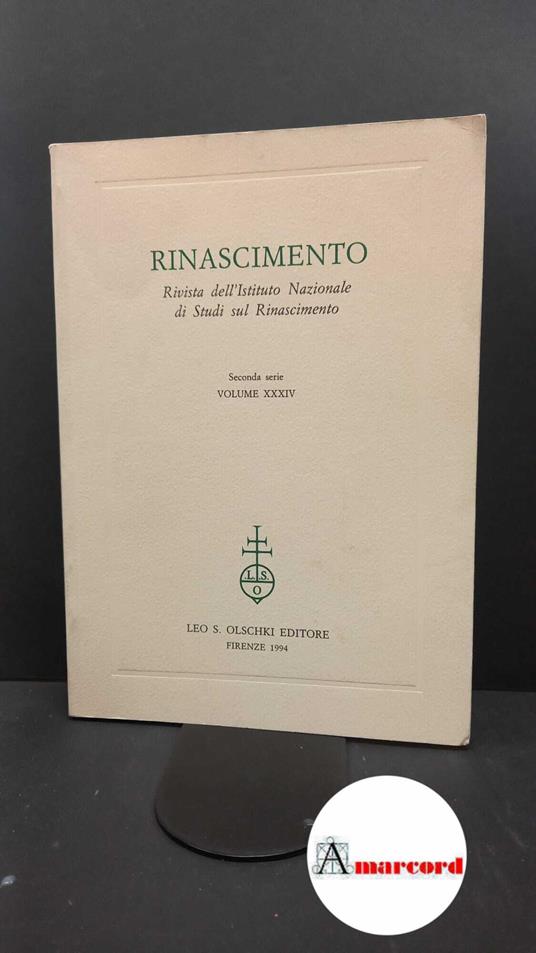 RINASCIMENTO
Rivista dell'Istituto Nazionale
di Studi sul Rinascimento
Seconda serie
VOLUME XXXIV
L. S.
O
LEO S. OLSCHKI EDITORE
FIRENZE 1994
Amarcord